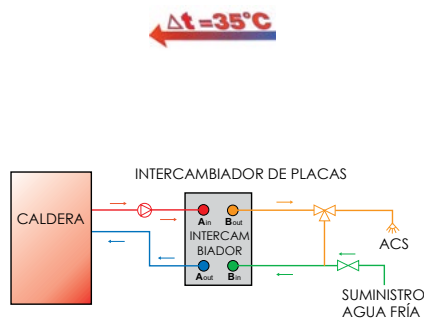 Δt =35°C
INTERCAMBIADOR DE PLACAS
CALDERA
Ain
Bout
INTERCAM
BIADOR
Aout
Bin
ACS
SUMINISTRO
AGUA FRÍA